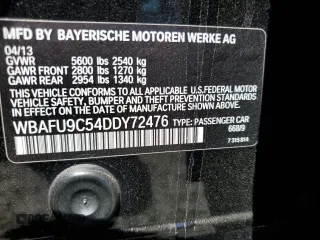 MFD BY BAYERISCHE MOTOREN WERKE AG
04/13
GVWR 5600 lbs 2540 kg
GAWR FRONT 2800 lbs 1270 kg
GAWR REAR 2954 lbs 1340 kg
THIS VEHICLE CONFORMS TO ALL APPLICABLE
U.S.FEDERAL MOTOR
VEHICLE SAFETY, BUMPER, AND THEFT PREVENTION
STANDARDS IN EFFECT ON THE DATE OF
MANUFACTURE SHOWN ABOVE.
WBAFU9C54DDY72476 TYPE: PASSENGER CAR
668/9
7315814